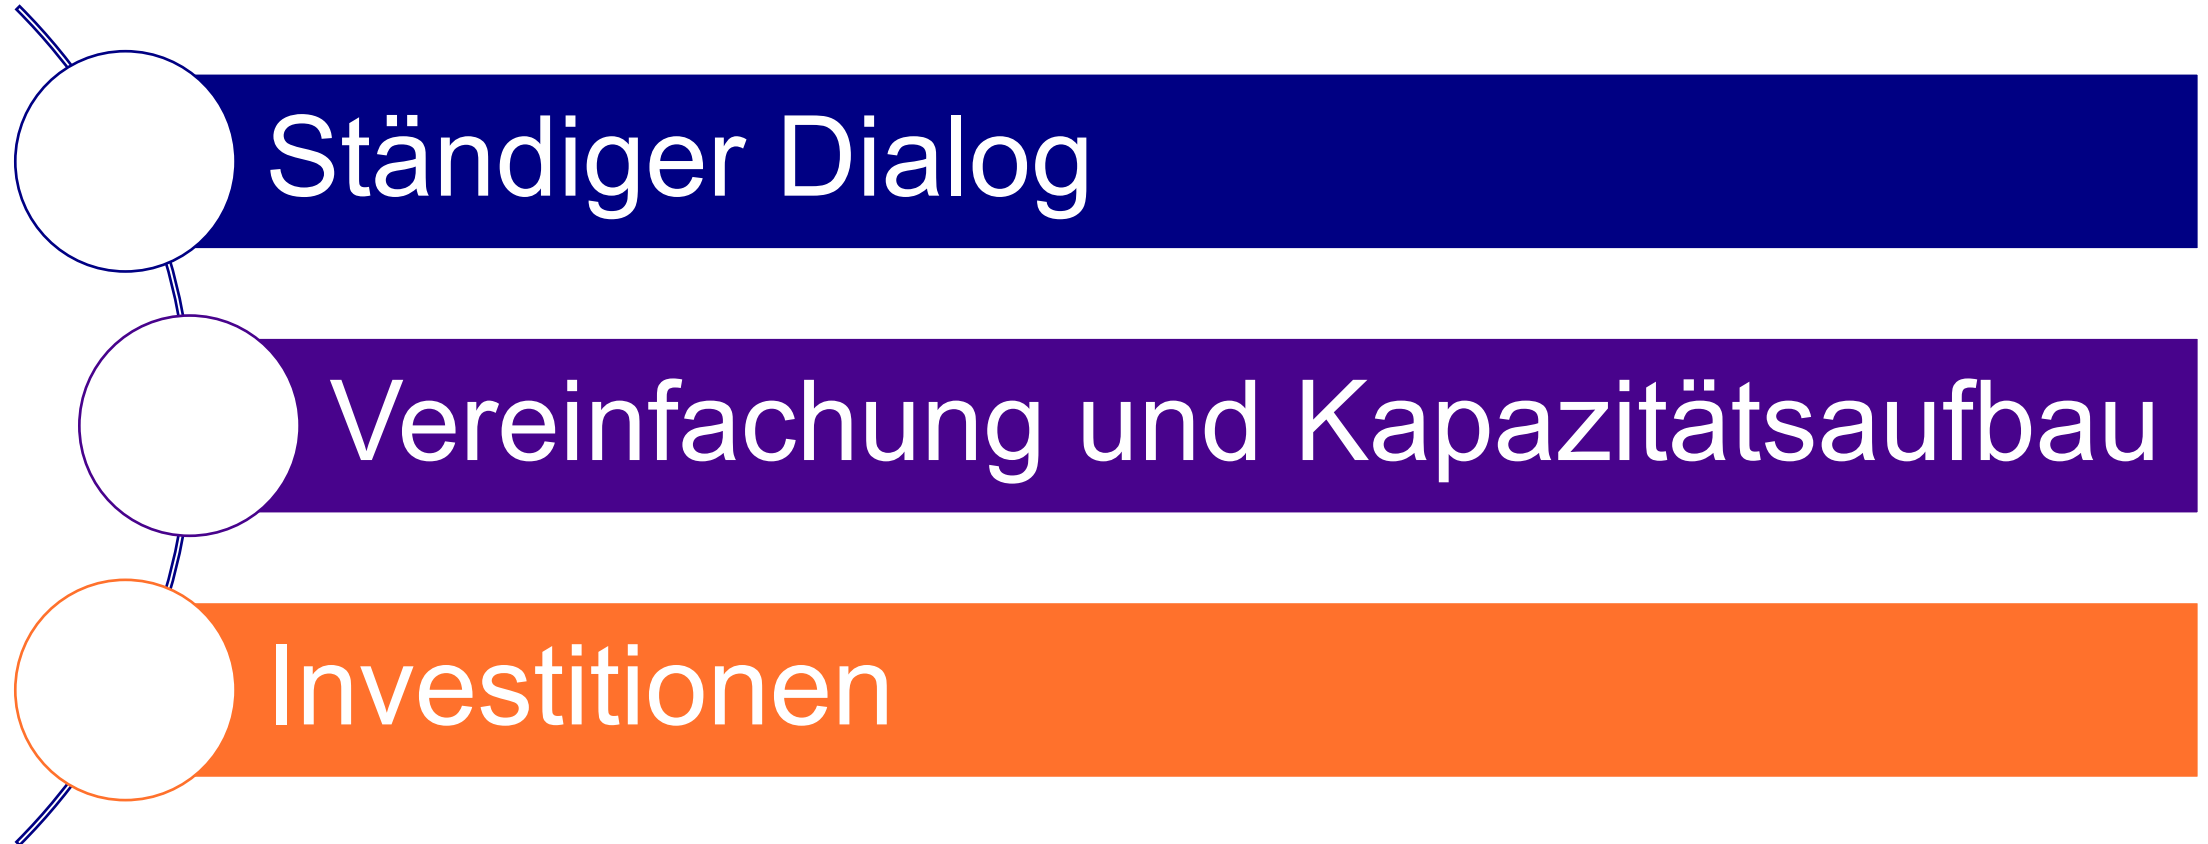 Ständiger Dialog
Vereinfachung und Kapazitätsaufbau
Investitionen